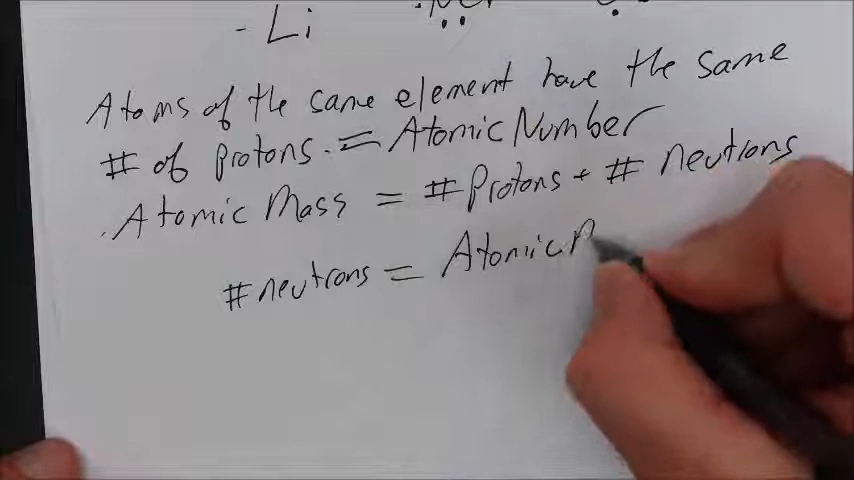 - Li
Atoms of the same element have the same
# of protons. = Atomic Number
Atomic Mass = # Protons + # neutrons
# neutrons = Atomic